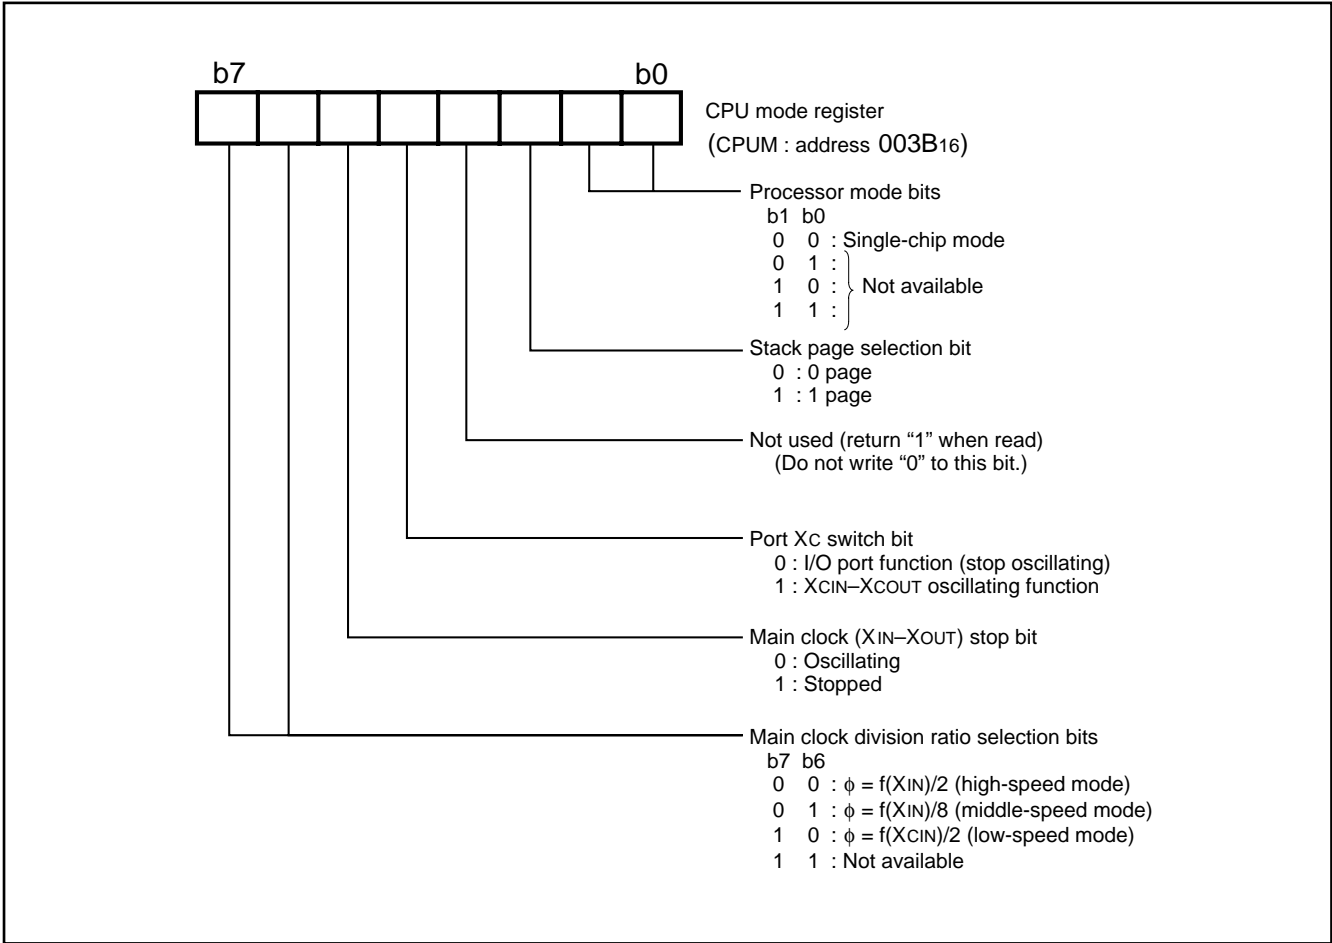 b7 b0
CPU mode register
(CPUM : address 003B16)
Processor mode bits
b1 b0
0 0 : Single-chip mode
0 1 :
1 0 : Not available
1 1 :
Stack page selection bit
0 : 0 page
1 : 1 page
Not used (return “1” when read)
(Do not write “0” to this bit.)
Port XC switch bit
0 : I/O port function (stop oscillating)
1 : XCIN–XCOUT oscillating function
Main clock (XIN–XOUT) stop bit
0 : Oscillating
1 : Stopped
Main clock division ratio selection bits
b7 b6
0 0 : φ = f(XIN)/2 (high-speed mode)
0 1 : φ = f(XIN)/8 (middle-speed mode)
1 0 : φ = f(XCIN)/2 (low-speed mode)
1 1 : Not available